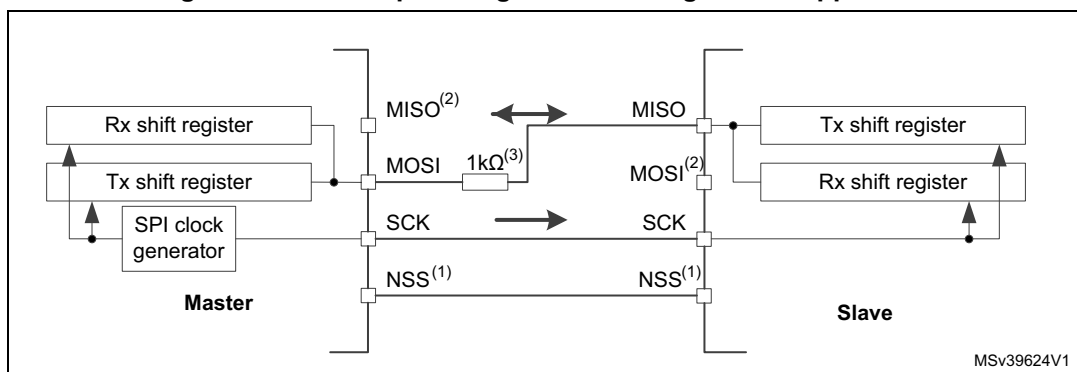 MISO(2)
MISO
Rx shift register
Tx shift register
MOSI
1kΩ(3)
MOSI(2)
Tx shift register
Rx shift register
SPI clock
generator
SCK
SCK
NSS(1)
NSS(1)
Master
Slave
MSv39624V1